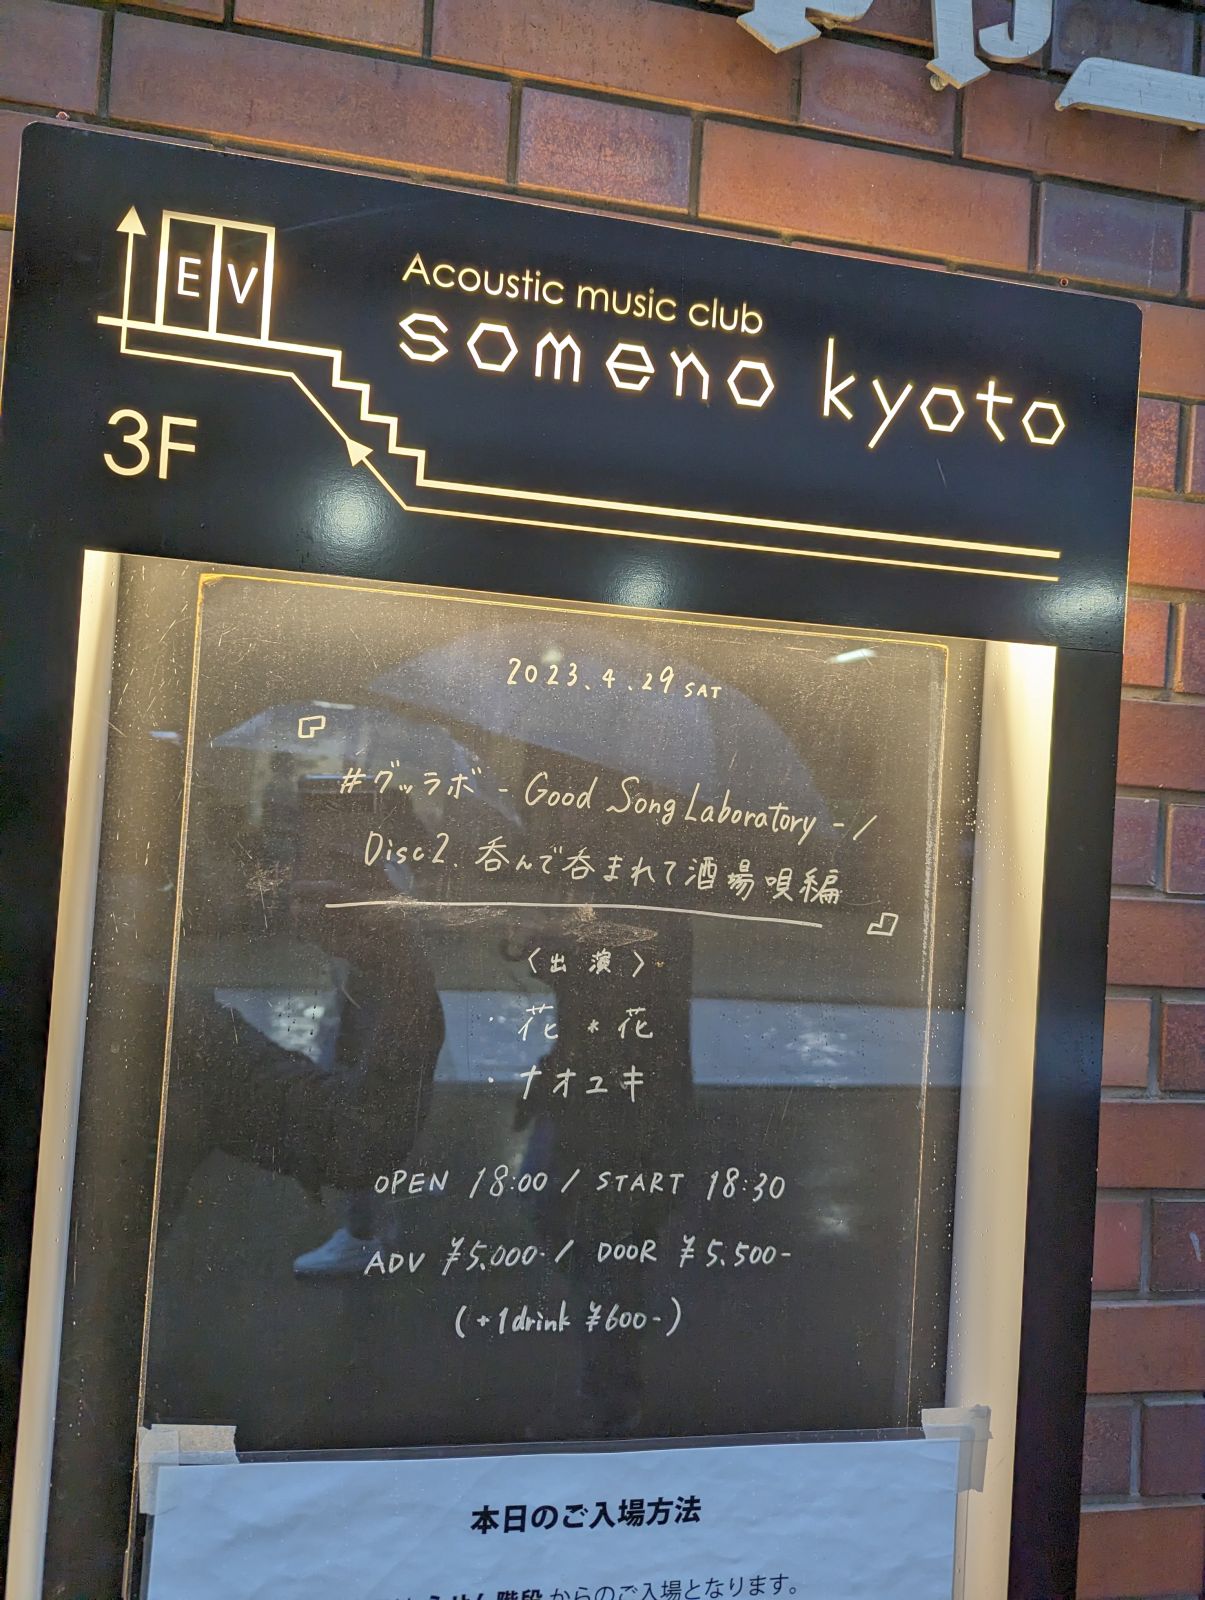 EV
Acoustic music club
someno kyoto
3F
2023.4.29 SAT
『
#グッラボ - Good Song Laboratory - /
Disc2. 呑んで呑まれて酒場唄編
』
〈出演〉
・花*花
・ナオユキ
OPEN 18:00 / START 18:30
ADV ¥5.000- / DOOR ¥5.500-
(+1drink ¥600-)
本日のご入場方法
階段からのご入場となります。